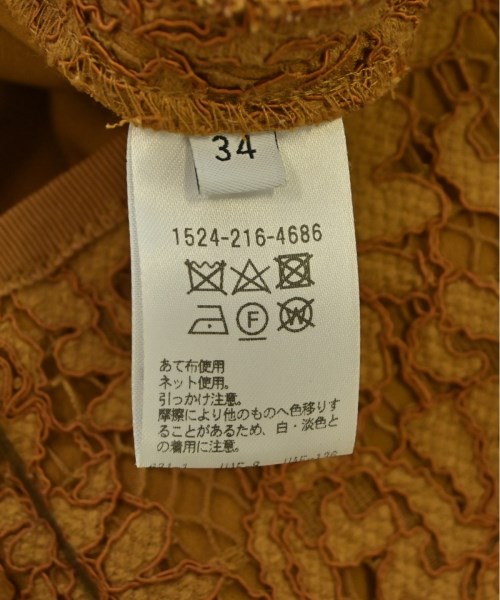 34
1524-216-4686
F
W
あて布使用
ネット使用。
引っかけ注意。
摩擦により他のものへ色移りす
ることがあるため、白・淡色と
の着用に注意。